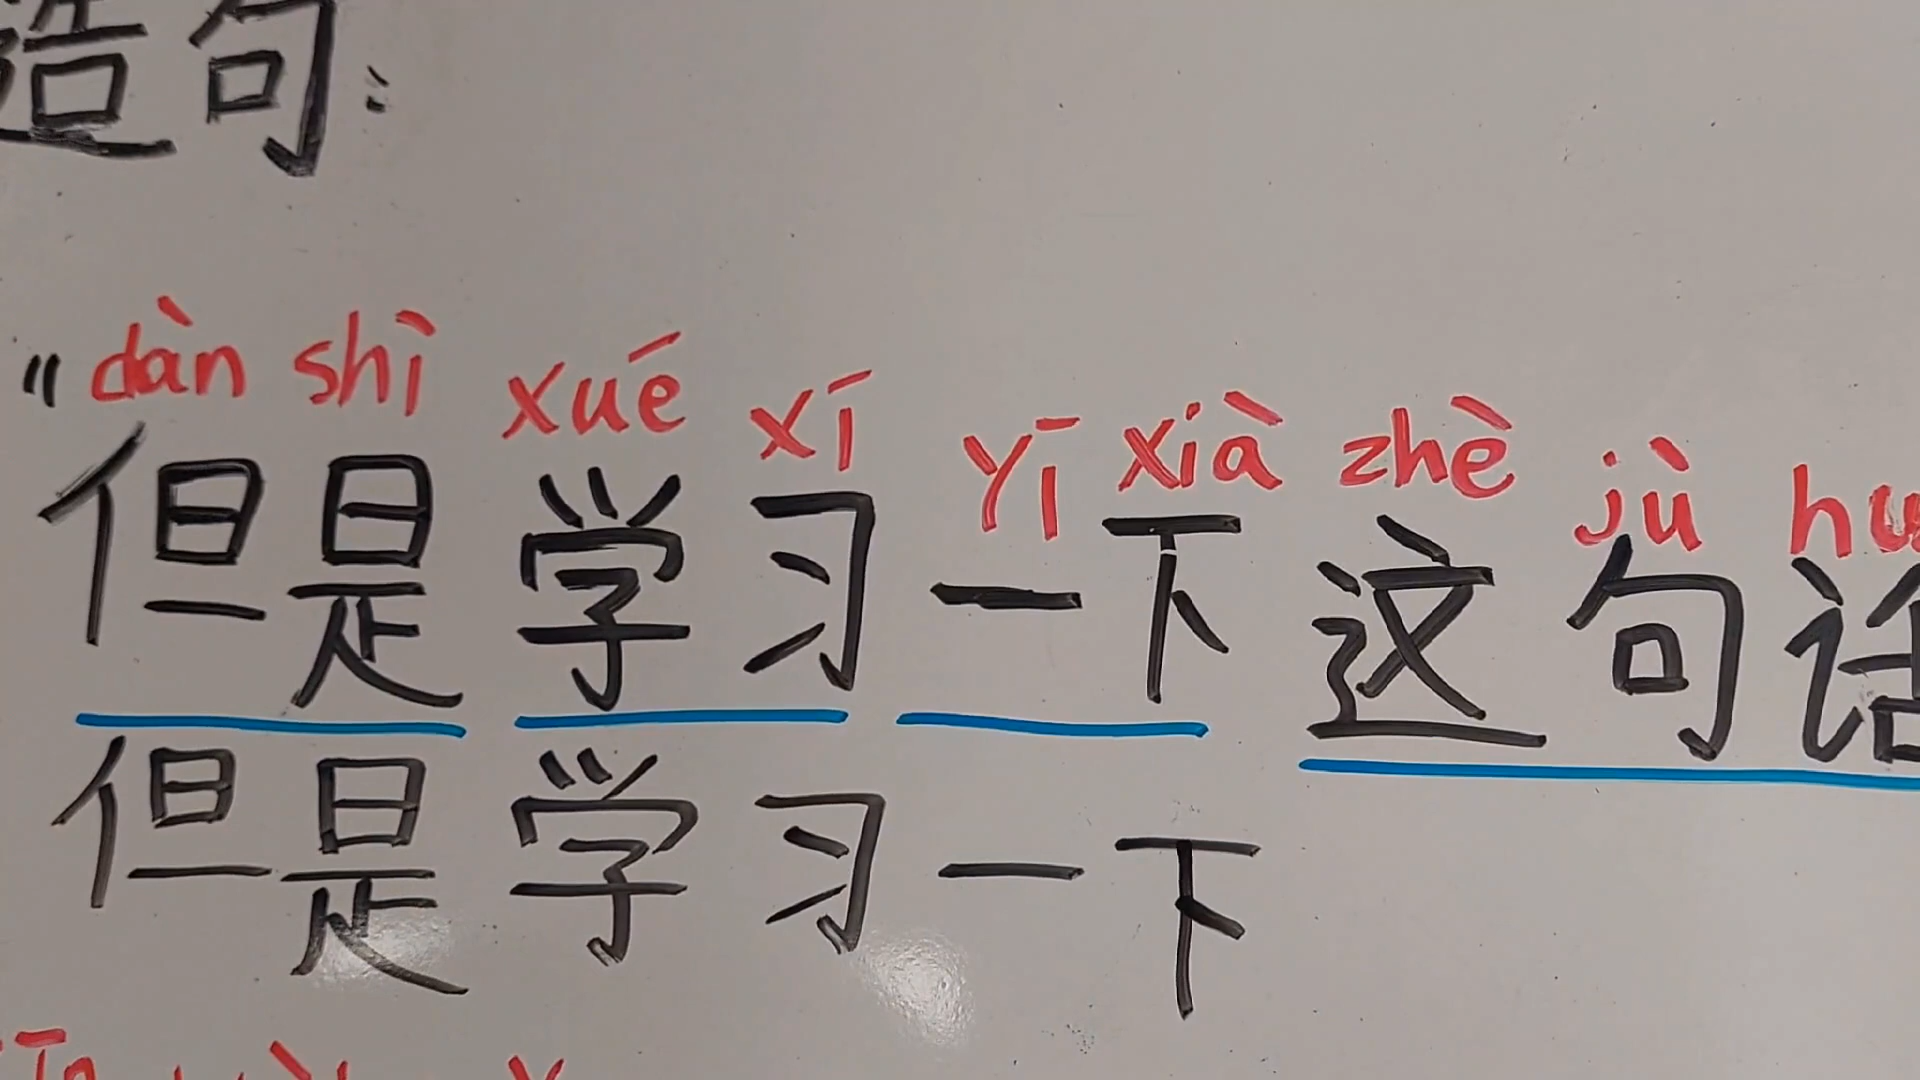 造句:
"dàn shì xué xí yī xià zhè jù
但是学习一下这句话
但是学习一下